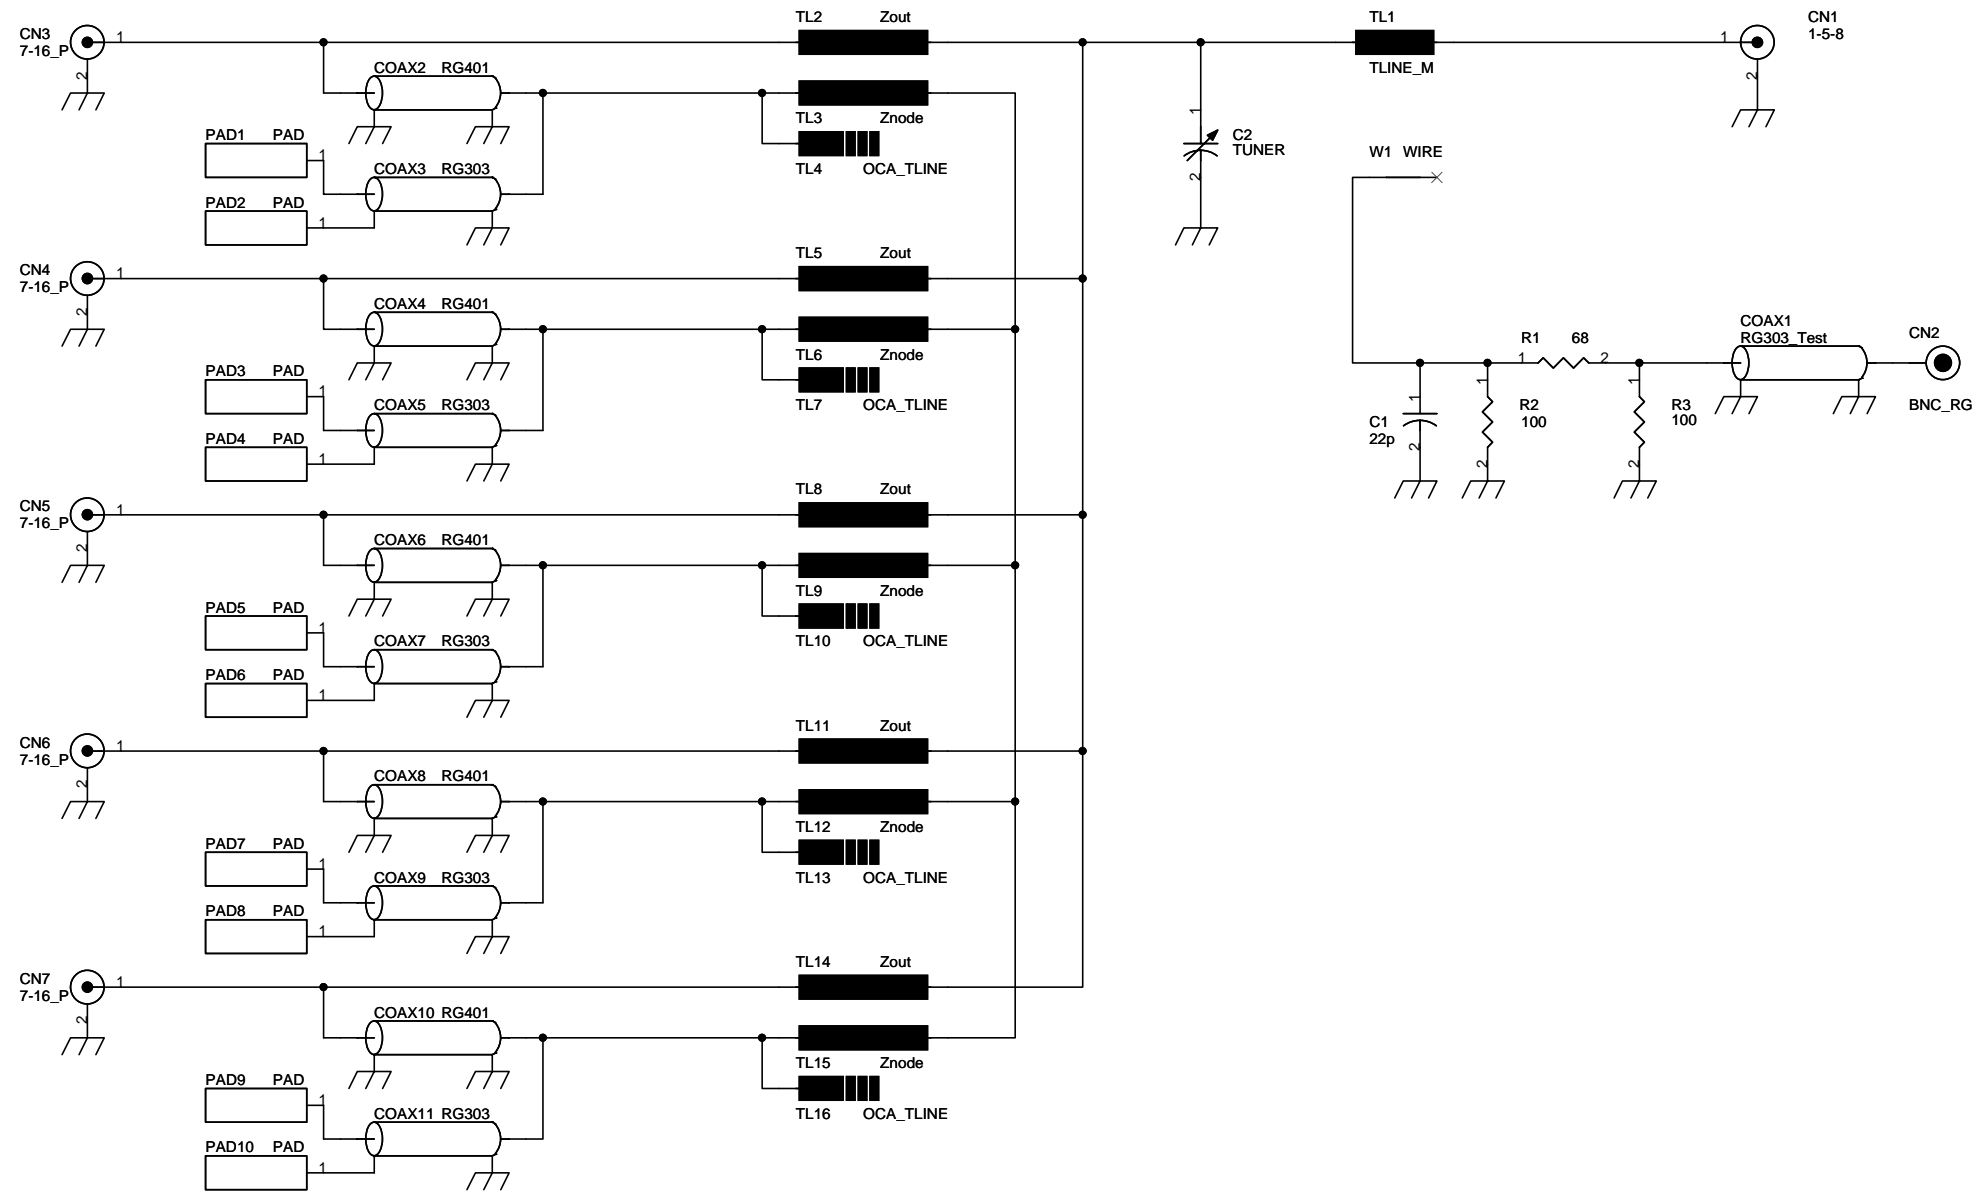 TL2 Zout
TL1
CN1
1-5-8
CN3
7-16_P
1
2
COAX2 RG401
TLINE_M
1
2
PAD1 PAD
1
TL3 Znode
1
C2
TUNER
2
COAX3 RG303
TL4 OCA_TLINE
W1 WIRE
PAD2 PAD
1
CN4
7-16_P
1
2
TL5 Zout
COAX4 RG401
TL6 Znode
PAD3 PAD
1
COAX5 RG303
TL7 OCA_TLINE
PAD4 PAD
1
R1 68
1 2
COAX1
RG303_Test
CN2
BNC_RG
C1
22p
1
2
R2
100
1
2
R3
100
1
2
CN5
7-16_P
1
2
TL8 Zout
COAX6 RG401
TL9 Znode
PAD5 PAD
1
COAX7 RG303
TL10 OCA_TLINE
PAD6 PAD
1
CN6
7-16_P
1
2
TL11 Zout
COAX8 RG401
TL12 Znode
PAD7 PAD
1
COAX9 RG303
TL13 OCA_TLINE
PAD8 PAD
1
CN7
7-16_P
1
2
TL14 Zout
COAX10 RG401
TL15 Znode
PAD9 PAD
1
COAX11 RG303
TL16 OCA_TLINE
PAD10 PAD
1